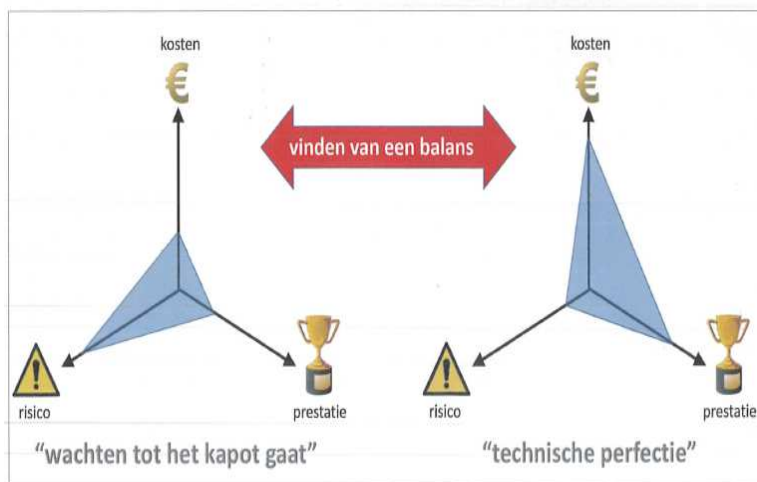 kosten
€
risico
prestatie
"wachten tot het kapot gaat"
vinden van een balans
kosten
€
risico
prestatie
"technische perfectie"